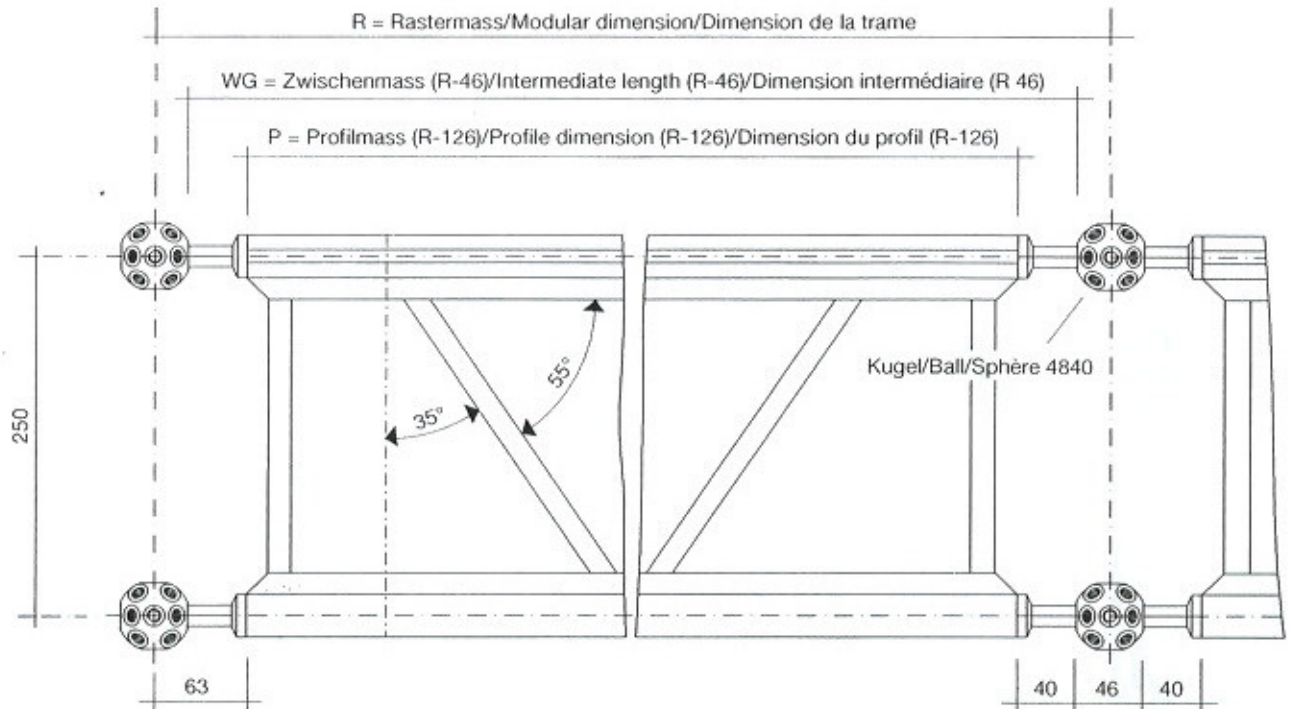 R = Rastermass/Modular dimension/Dimension de la trame
WG = Zwischenmass (R-46)/Intermediate length (R-46)/Dimension intermédiaire (R 46)
P = Profilmass (R-126)/Profile dimension (R-126)/Dimension du profil (R-126)
55°
Kugel/Ball/Sphère 4840
35°
250
63
40
46
40